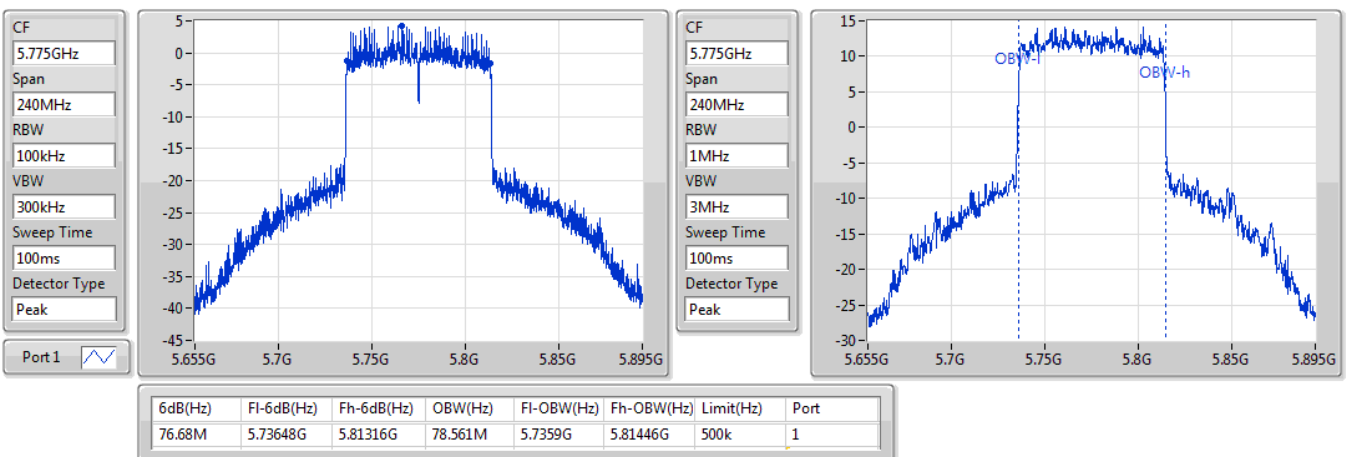 CF
5.775GHz
Span
240MHz
RBW
100kHz
VBW
300kHz
Sweep Time
100ms
Detector Type
Peak
Port 1
5
0
-5
-10
-15
-20
-25
-30
-35
-40
-45
5.655G 5.7G 5.75G 5.8G 5.85G 5.895G
CF
5.775GHz
Span
240MHz
RBW
1MHz
VBW
3MHz
Sweep Time
100ms
Detector Type
Peak
15
10
5
0
-5
-10
-15
-20
-25
-30
OBW-l
OBW-h
5.655G 5.7G 5.75G 5.8G 5.85G 5.895G
6dB(Hz) Fl-6dB(Hz) Fh-6dB(Hz) OBW(Hz) Fl-OBW(Hz) Fh-OBW(Hz) Limit(Hz) Port
76.68M 5.73648G 5.81316G 78.561M 5.7359G 5.81446G 500k 1